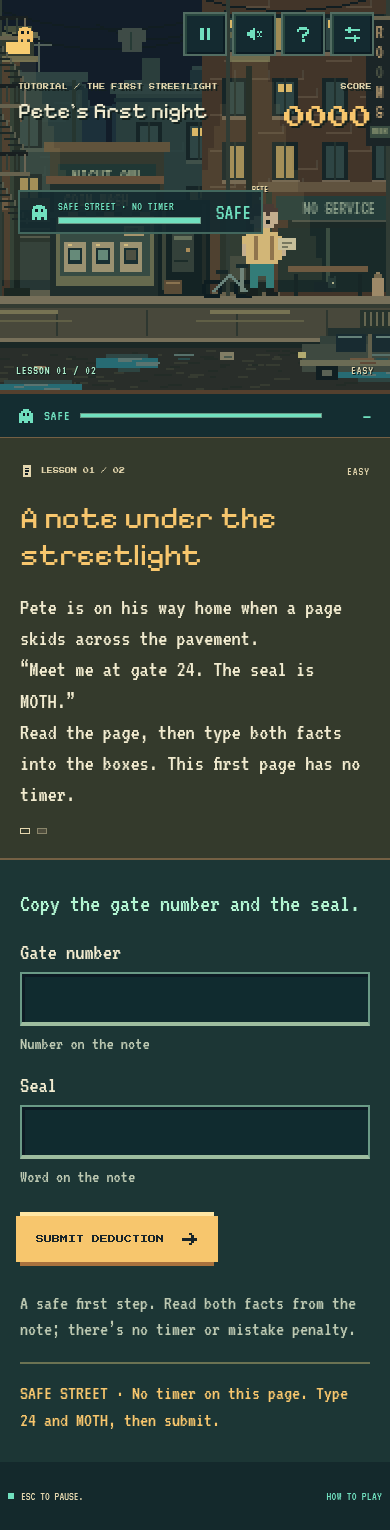 TUTORIAL / THE FIRST STREETLIGHT
SCORE
Pete's first night
0000
NIGHT OWL
PETE
SAFE STREET · NO TIMER
SAFE
NO SERVICE
ROOMS
LESSON 01 / 02
EASY
SAFE
—
LESSON 01 / 02
EASY
A note under the
streetlight
Pete is on his way home when a page
skids across the pavement.
“Meet me at gate 24. The seal is
MOTH.”
Read the page, then type both facts
into the boxes. This first page has no
timer.
Copy the gate number and the seal.
Gate number
Number on the note
Seal
Word on the note
SUBMIT DEDUCTION →
A safe first step. Read both facts from the
note; there's no timer or mistake penalty.
SAFE STREET · No timer on this page. Type
24 and MOTH, then submit.
ESC TO PAUSE.
HOW TO PLAY